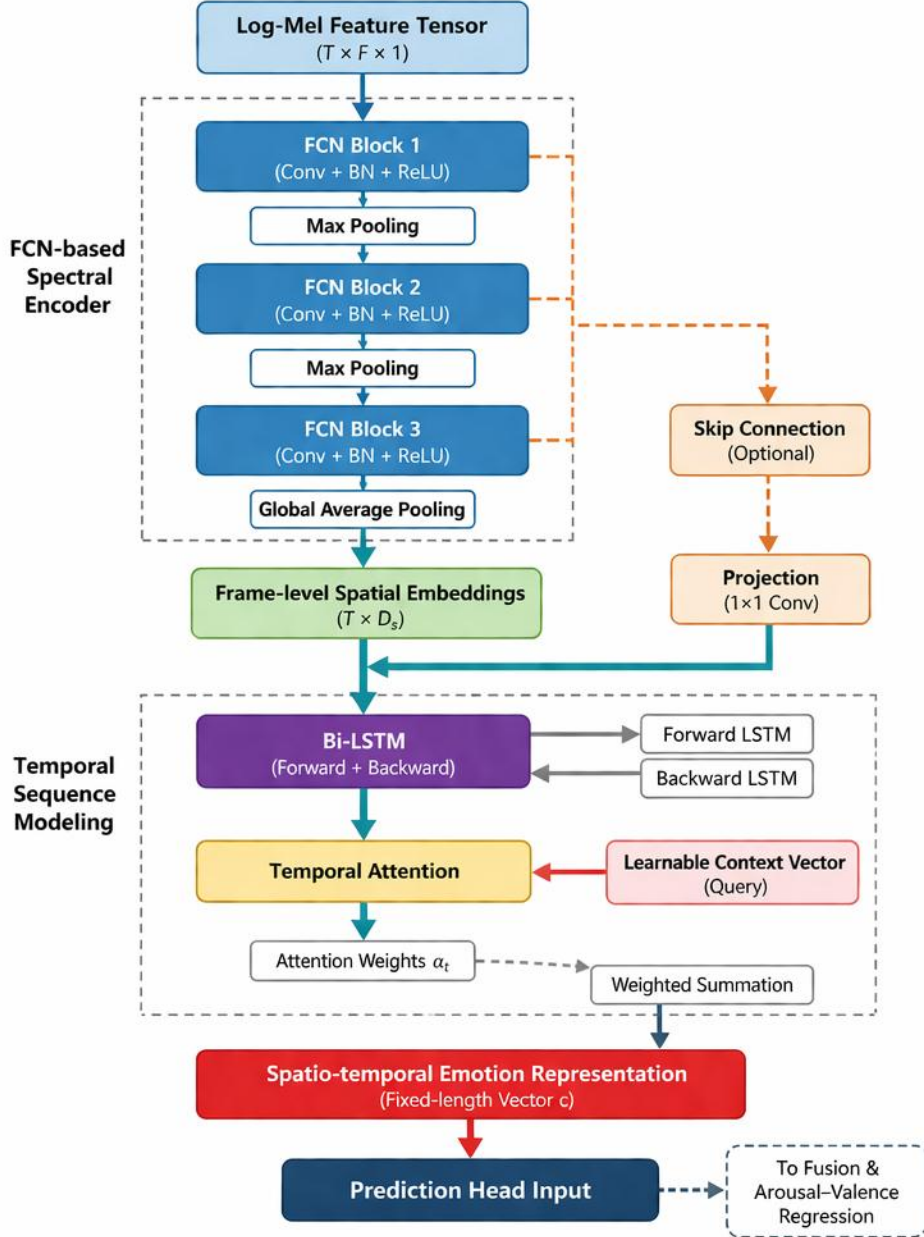 Log-Mel Feature Tensor
(T × F × 1)
FCN-based
Spectral
Encoder
FCN Block 1
(Conv + BN + ReLU)
Max Pooling
FCN Block 2
(Conv + BN + ReLU)
Max Pooling
FCN Block 3
(Conv + BN + ReLU)
Global Average Pooling
Skip Connection
(Optional)
Projection
(1×1 Conv)
Frame-level Spatial Embeddings
(T × Dₛ)
Temporal
Sequence
Modeling
Bi-LSTM
(Forward + Backward)
Forward LSTM
Backward LSTM
Temporal Attention
Learnable Context Vector
(Query)
Attention Weights αₜ
Weighted Summation
Spatio-temporal Emotion Representation
(Fixed-length Vector c)
Prediction Head Input
To Fusion &
Arousal–Valence
Regression